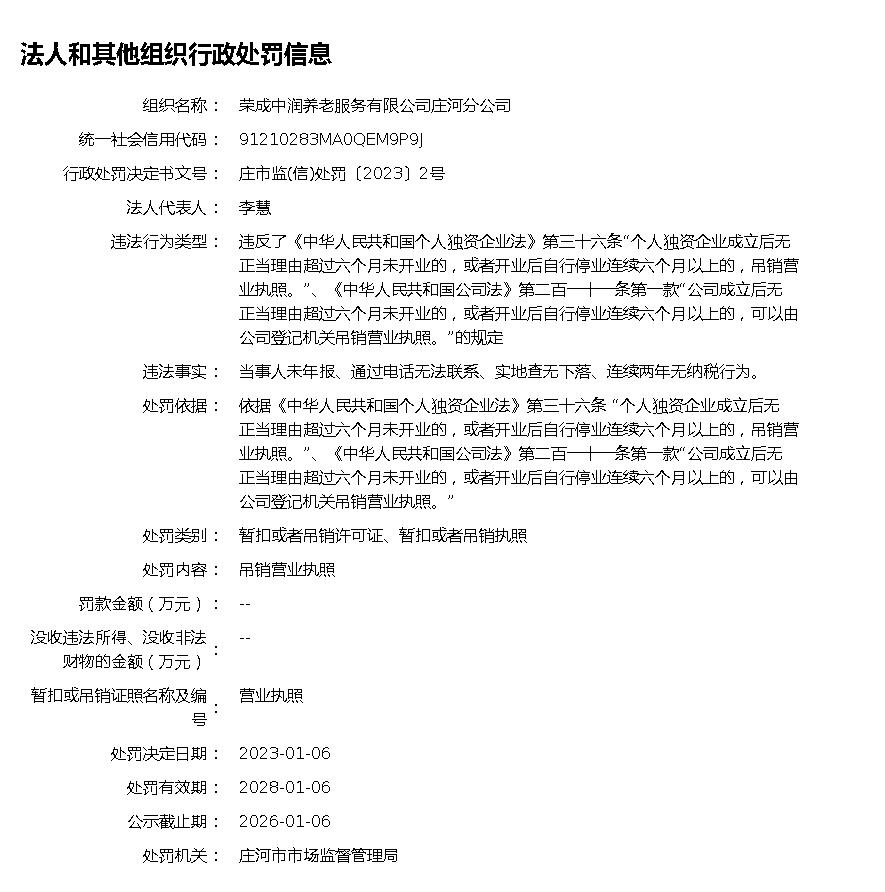 法人和其他组织行政处罚信息
组织名称： 荣成中润养老服务有限公司庄河分公司
统一社会信用代码： 91210283MA0QEM9P9J
行政处罚决定书文号： 庄市监(信)处罚〔2023〕2号
法人代表人： 李慧
违法行为类型： 违反了《中华人民共和国个人独资企业法》第三十六条“个人独资企业成立后无
正当理由超过六个月未开业的，或者开业后自行停业连续六个月以上的，吊销营
业执照。”、《中华人民共和国公司法》第二百一十一条第一款“公司成立后无
正当理由超过六个月未开业的，或者开业后自行停业连续六个月以上的，可以由
公司登记机关吊销营业执照。”的规定
违法事实： 当事人未年报、通过电话无法联系、实地查无下落、连续两年无纳税行为。
处罚依据： 依据《中华人民共和国个人独资企业法》第三十六条 “个人独资企业成立后无
正当理由超过六个月未开业的，或者开业后自行停业连续六个月以上的，吊销营
业执照。”、《中华人民共和国公司法》第二百一十一条第一款“公司成立后无
正当理由超过六个月未开业的，或者开业后自行停业连续六个月以上的，可以由
公司登记机关吊销营业执照。”
处罚类别： 暂扣或者吊销许可证、暂扣或者吊销执照
处罚内容： 吊销营业执照
罚款金额（万元）： --
没收违法所得、没收非法
财物的金额（万元）： --
暂扣或吊销证照名称及编
号： 营业执照
处罚决定日期： 2023-01-06
处罚有效期： 2028-01-06
公示截止期： 2026-01-06
处罚机关： 庄河市市场监督管理局